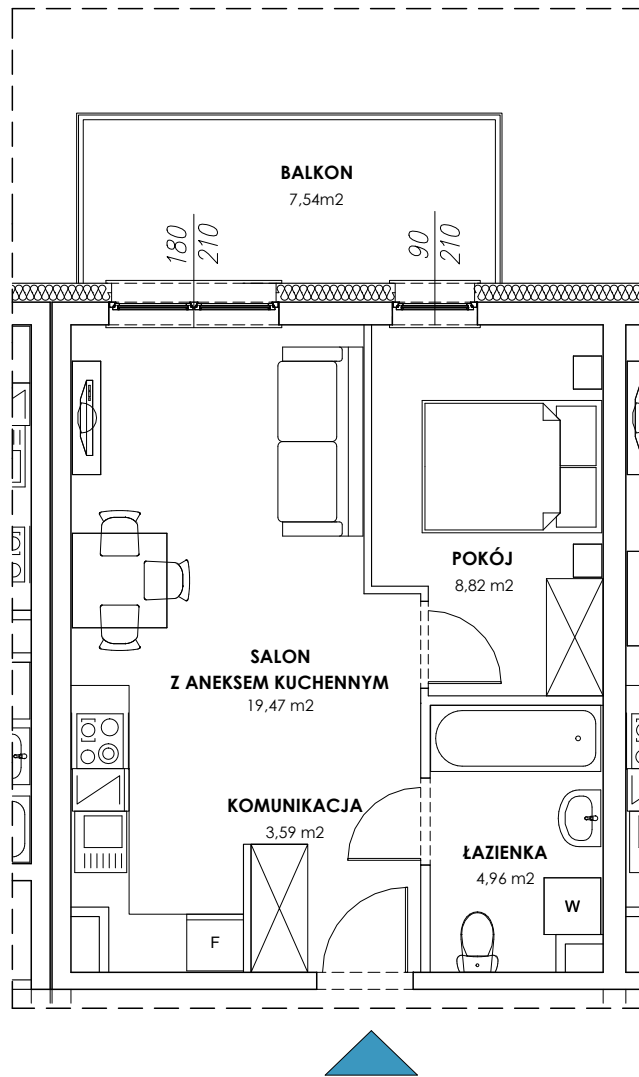 BALKON
7,54m2
180
210
90
210
POKÓJ
8,82 m2
SALON
Z ANEKSEM KUCHENNYM
19,47 m2
KOMUNIKACJA
3,59 m2
ŁAZIENKA
4,96 m2
W
F